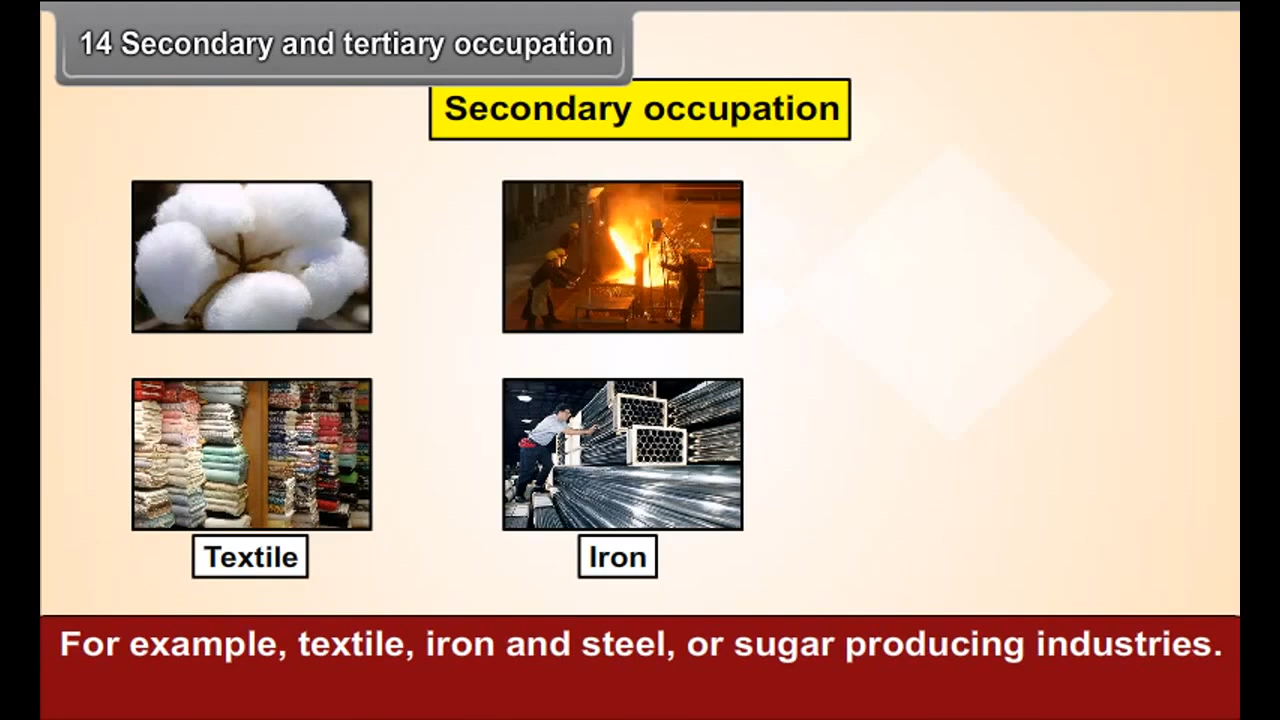 14 Secondary and tertiary occupation
Secondary occupation
Textile
Iron
For example, textile, iron and steel, or sugar producing industries.